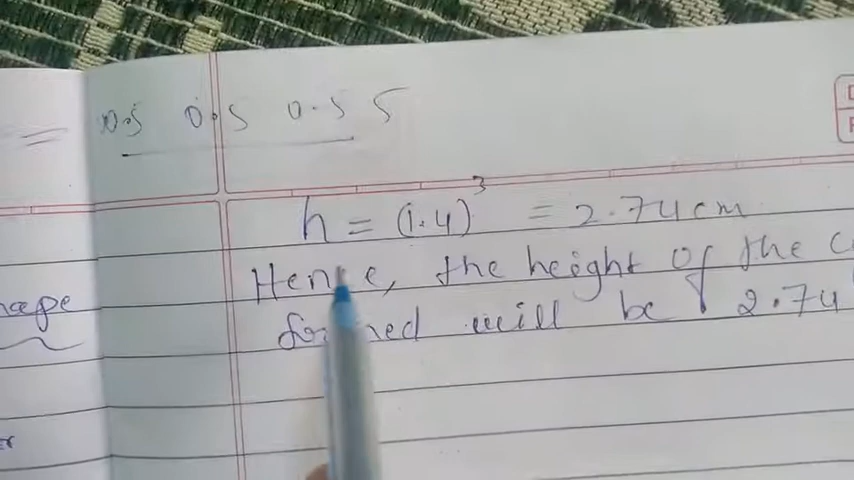 0.5 0.5 0.5 5
h = (1.4)³ = 2.74 cm
Hence, the height of the
formed will be 2.74